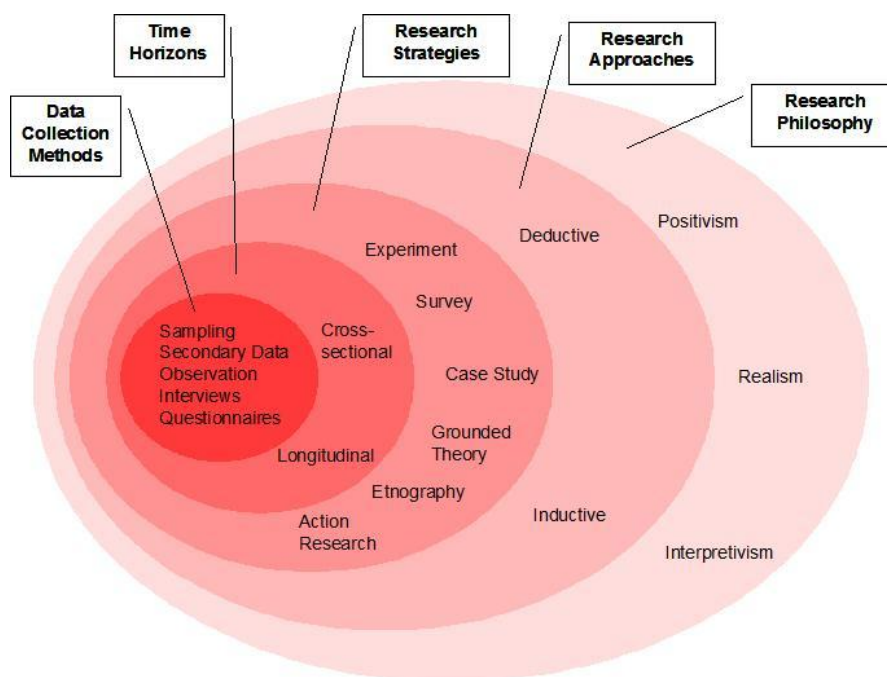 Time
Horizons
Research
Strategies
Research
Approaches
Research
Philosophy
Data
Collection
Methods
Experiment
Deductive
Positivism
Survey
Sampling
Secondary Data
Observation
Interviews
Questionnaires
Cross-
sectional
Case Study
Realism
Grounded
Theory
Longitudinal
Etnography
Action
Research
Inductive
Interpretivism